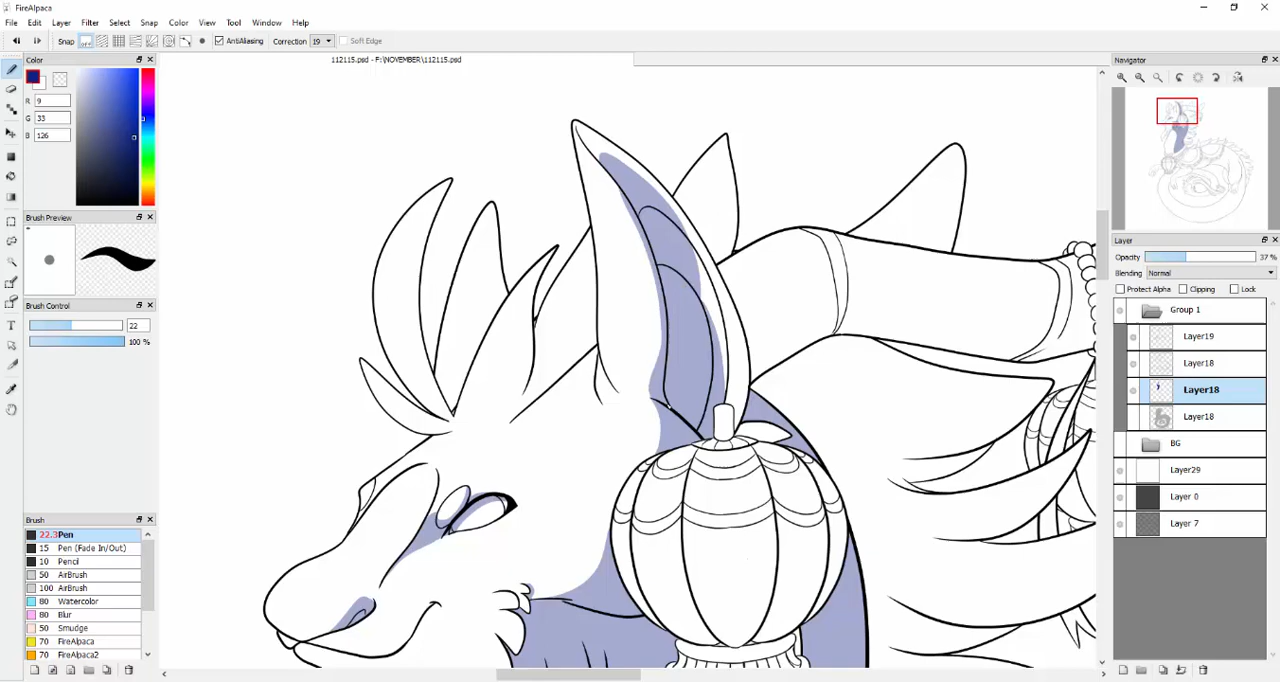 FireAlpaca
File Edit Layer Filter Select Snap Color View Tool Window Help
Snap OFF AntiAliasing Correction 19 Soft Edge
Color
R 9
G 33
B 126
Brush Preview
Brush Control
22
100 %
Brush
22.3 Pen
15 Pen (Fade In/Out)
10 Pencil
50 AirBrush
100 AirBrush
80 Watercolor
80 Blur
50 Smudge
70 FireAlpaca
70 FireAlpaca2
112115.psd - F:\NOVEMBER\112115.psd
Navigator
Layer
Opacity 37 %
Blending Normal
Protect Alpha Clipping Lock
Group 1
Layer19
Layer18
Layer18
Layer18
BG
Layer29
Layer 0
Layer 7